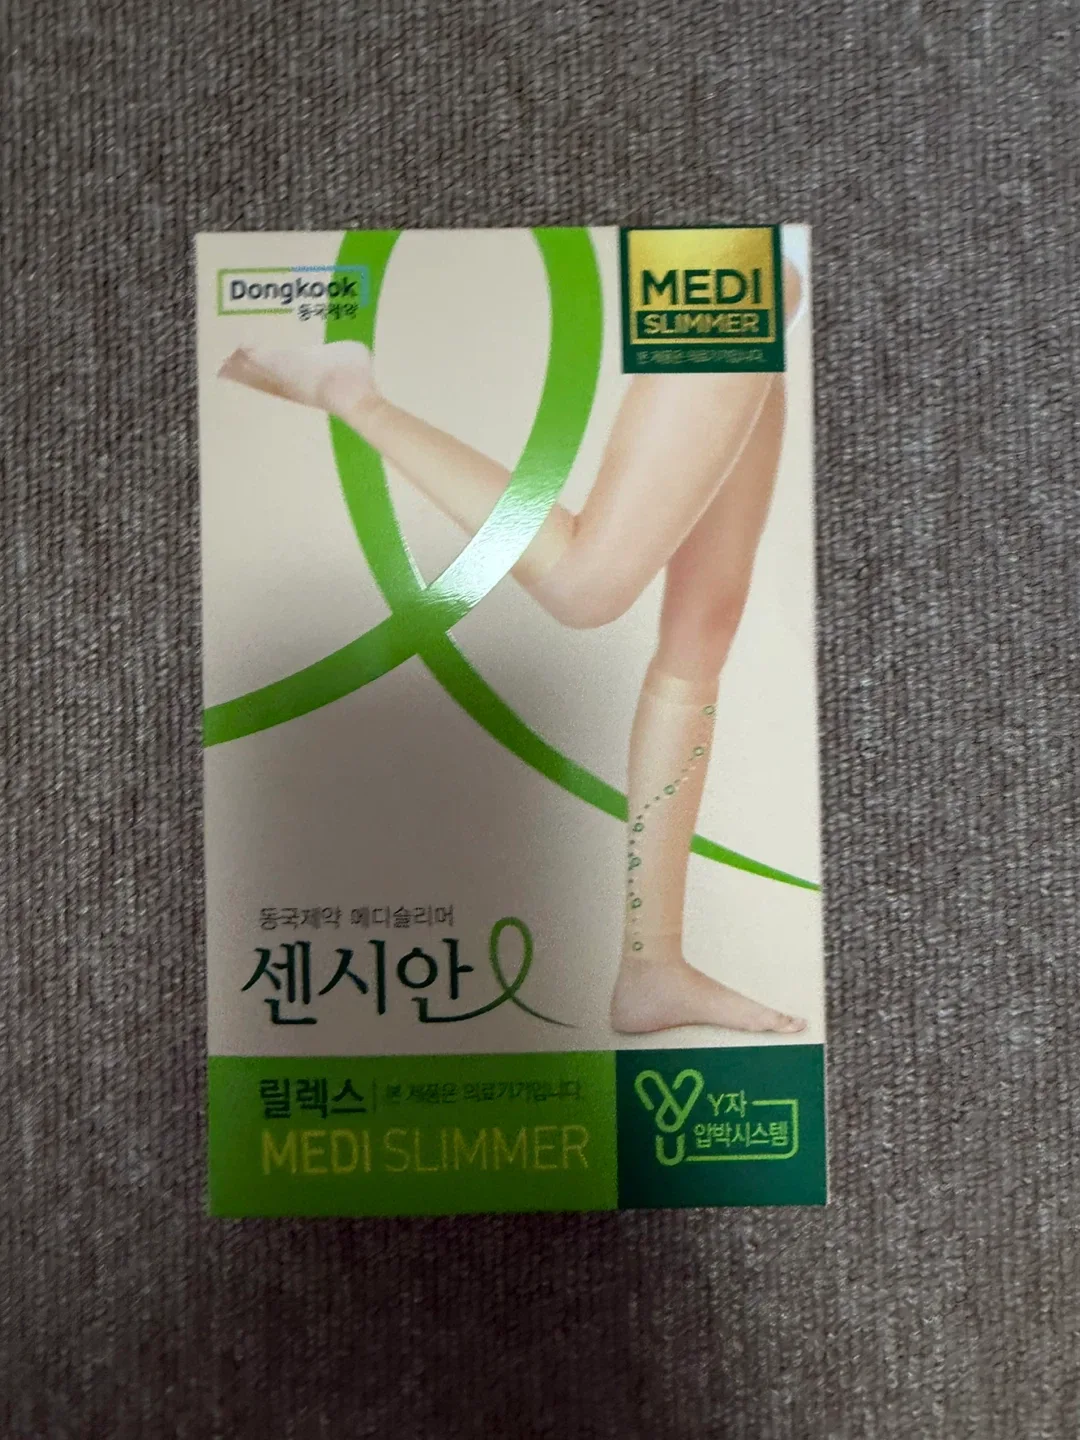 Dongkook
동국제약
MEDI
SLIMMER
본 제품은 의료기기입니다.
동국제약 메디슬리머
센시안
릴렉스 본 제품은 의료기기입니다.
MEDI SLIMMER
Y자
압박시스템